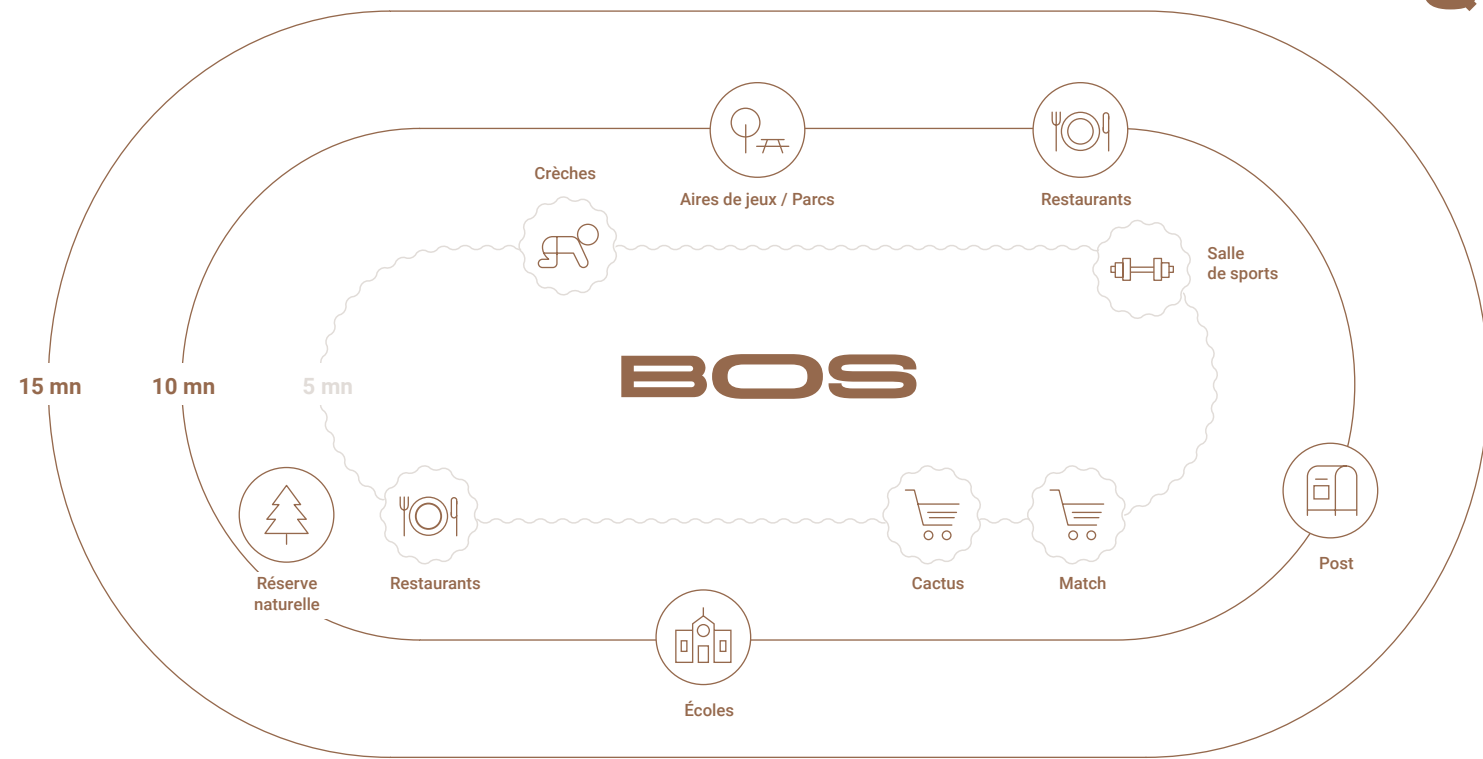 Crèches
Aires de jeux / Parcs
Restaurants
Salle
de sports
15 mn
10 mn
5 mn
BOS
Réserve
naturelle
Restaurants
Cactus
Match
Post
Écoles